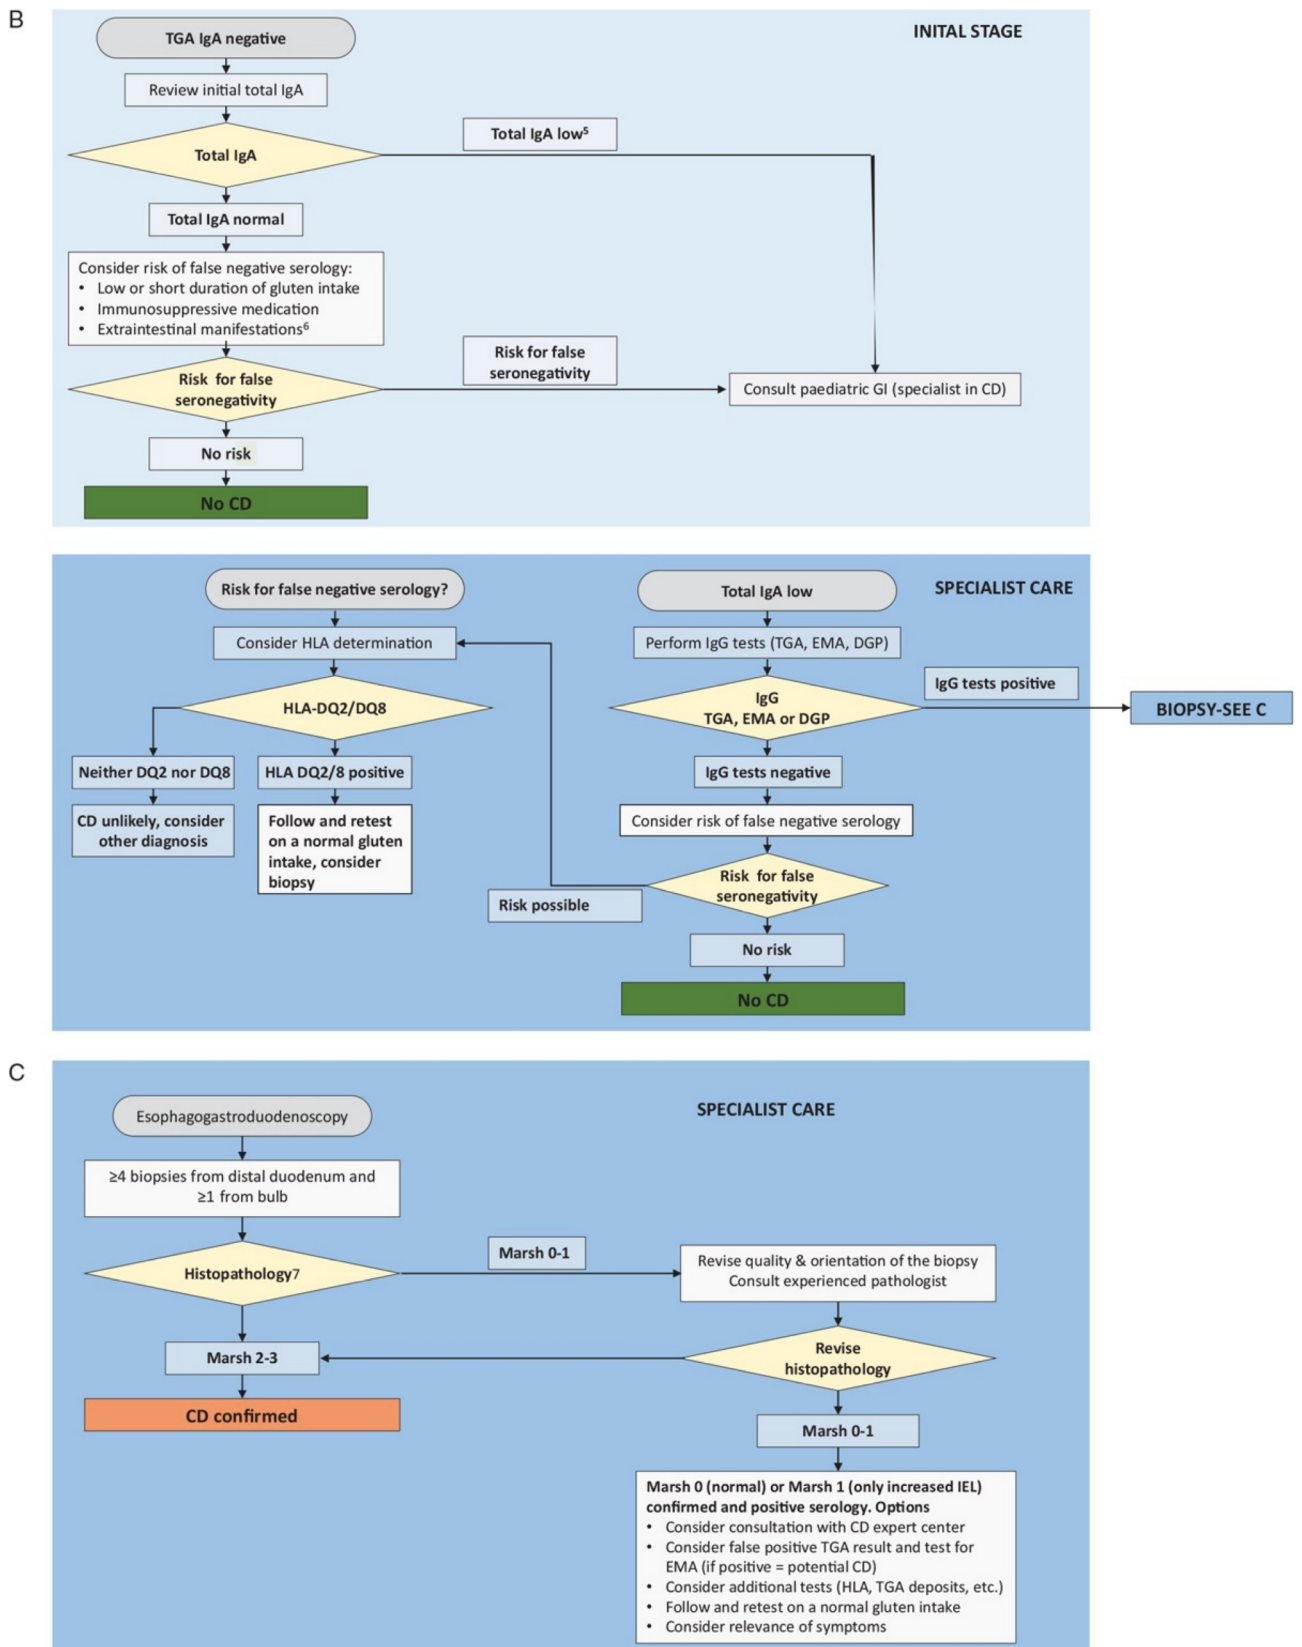 B
INITAL STAGE
TGA IgA negative
Review initial total IgA
Total IgA
Total IgA low5
Total IgA normal
Consider risk of false negative serology:
• Low or short duration of gluten intake
• Immunosuppressive medication
• Extraintestinal manifestations6
Risk for false
seronegativity
Risk for false
seronegativity
Consult paediatric GI (specialist in CD)
No risk
No CD
SPECIALIST CARE
Risk for false negative serology?
Consider HLA determination
HLA-DQ2/DQ8
Neither DQ2 nor DQ8
CD unlikely, consider
other diagnosis
HLA DQ2/8 positive
Follow and retest
on a normal gluten
intake, consider
biopsy
Total IgA low
Perform IgG tests (TGA, EMA, DGP)
IgG
TGA, EMA or DGP
IgG tests positive
BIOPSY-SEE C
IgG tests negative
Consider risk of false negative serology
Risk for false
seronegativity
Risk possible
No risk
No CD
C
SPECIALIST CARE
Esophagogastroduodenoscopy
≥4 biopsies from distal duodenum and
≥1 from bulb
Histopathology7
Marsh 0-1
Revise quality & orientation of the biopsy
Consult experienced pathologist
Revise
histopathology
Marsh 2-3
CD confirmed
Marsh 0-1
Marsh 0 (normal) or Marsh 1 (only increased IEL)
confirmed and positive serology. Options
• Consider consultation with CD expert center
• Consider false positive TGA result and test for
EMA (if positive = potential CD)
• Consider additional tests (HLA, TGA deposits, etc.)
• Follow and retest on a normal gluten intake
• Consider relevance of symptoms